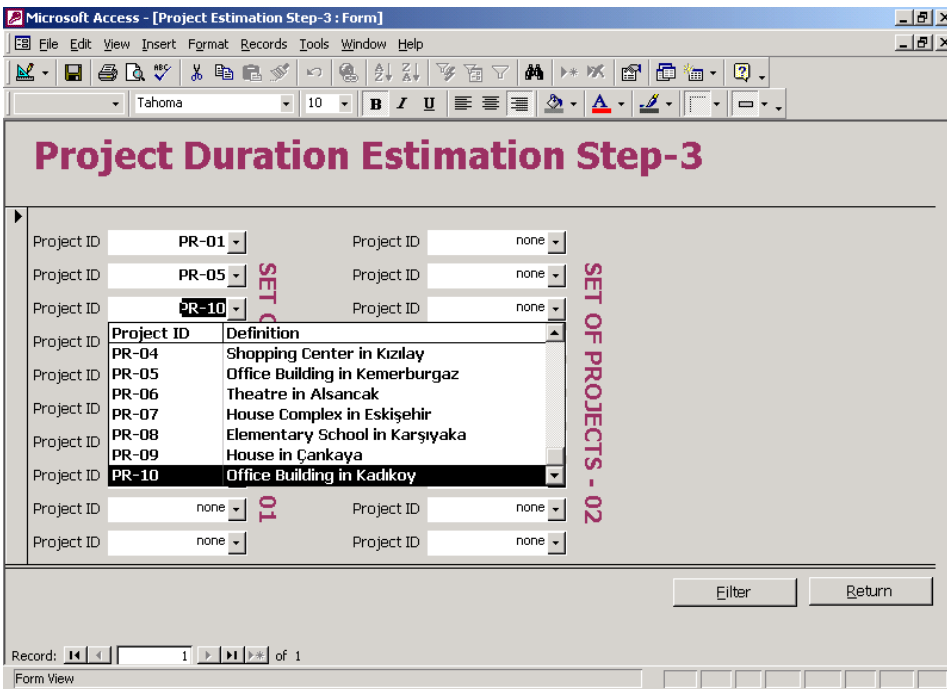 Microsoft Access - [Project Estimation Step-3 : Form]
File Edit View Insert Format Records Tools Window Help
Tahoma 10 B I U
Project Duration Estimation Step-3
Project ID PR-01 Project ID none
Project ID PR-05 Project ID none
Project ID PR-10 Project ID none
Project ID
Project ID
Project ID
Project ID
Project ID
Project ID Definition
PR-04 Shopping Center in Kızılay
PR-05 Office Building in Kemerburgaz
PR-06 Theatre in Alsancak
PR-07 House Complex in Eskişehir
PR-08 Elementary School in Karşıyaka
PR-09 House in Çankaya
PR-10 Office Building in Kadıkoy
Project ID none Project ID none
Project ID none Project ID none
SET 01
SET OF PROJECTS - 02
Filter Return
Record: 1 of 1
Form View